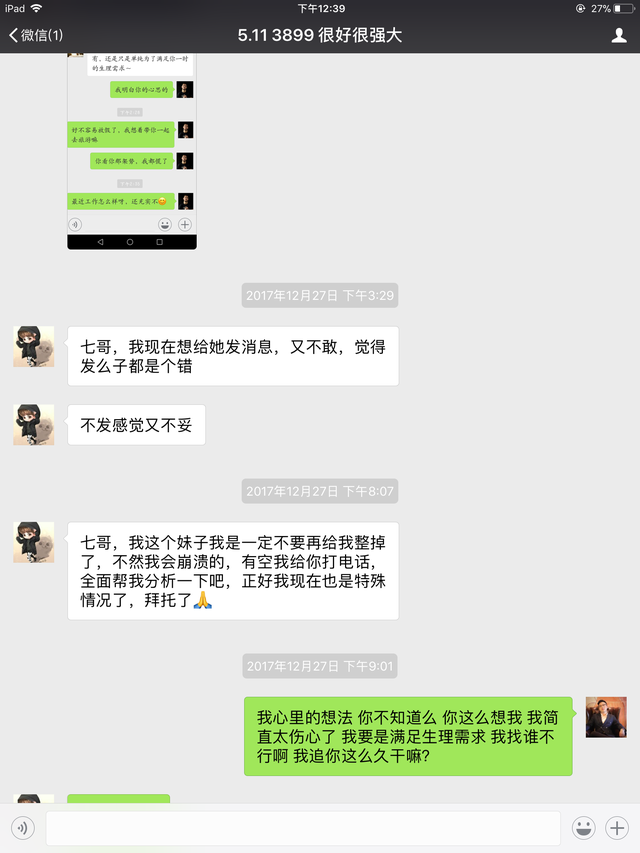 iPad
下午12:39
27%
微信(1)
5.11 3899 很好很强大
有，还是只是单纯为了满足你一时
的生理需求～
我明白你的心思的
好不容易放假了，我想着带你一起
去旅游嘛
你看你那架势，我都慌了
最近工作怎么样呀，还充实不
2017年12月27日 下午3:29
七哥，我现在想给她发消息，又不敢，觉得
发么子都是个错
不发感觉又不妥
2017年12月27日 下午8:07
七哥，我这个妹子我是一定不要再给我整掉
了，不然我会崩溃的，有空我给你打电话，
全面帮我分析一下吧，正好我现在也是特殊
情况了，拜托了🙏
2017年12月27日 下午9:01
我心里的想法 你不知道么 你这么想我 我简
直太伤心了 我要是满足生理需求 我找谁不
行啊 我追你这么久干嘛?